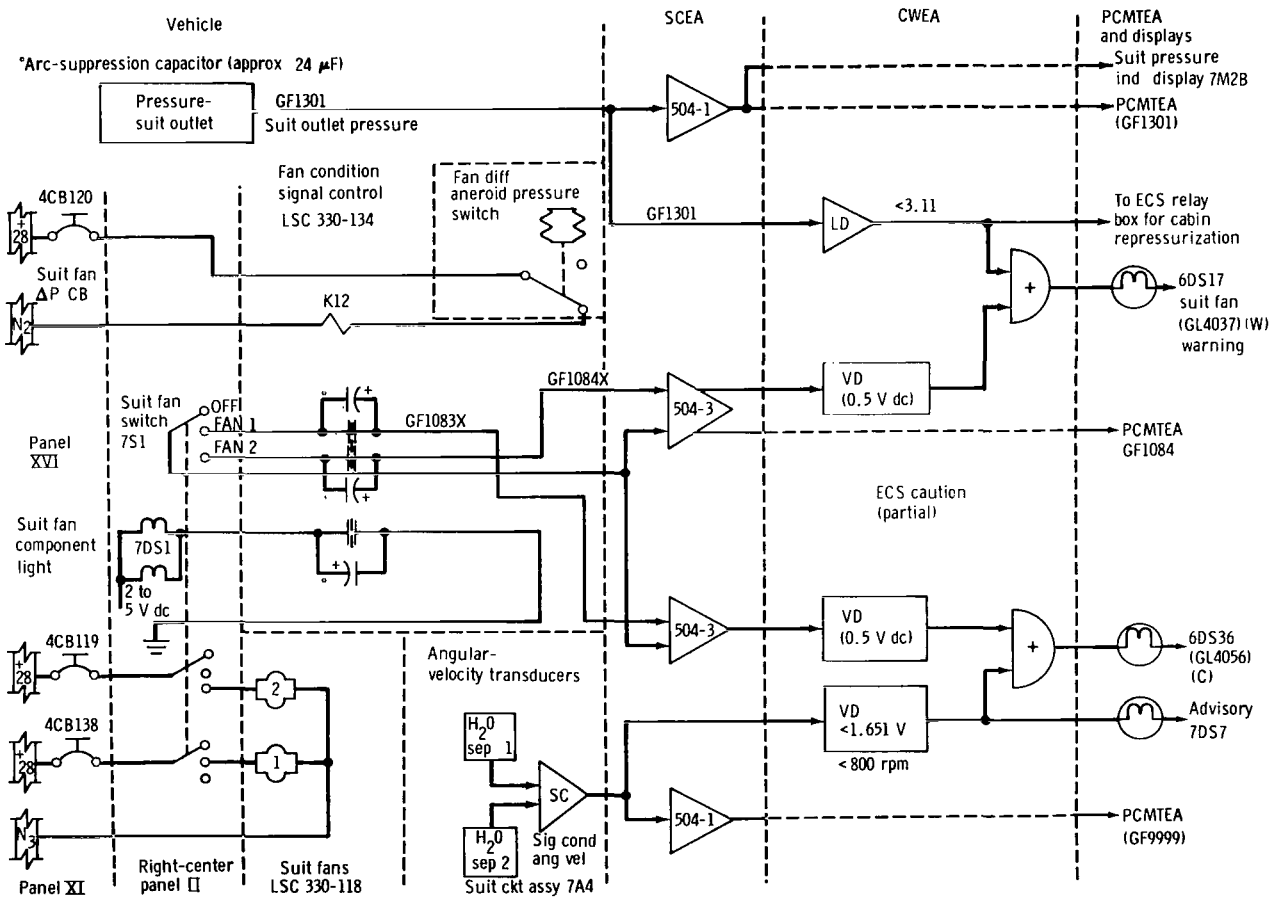 Vehicle
SCEA
CWEA
PCMTEA
and displays
*Arc-suppression capacitor (approx 24 µF)
Pressure-
suit outlet
GF1301
Suit outlet pressure
504-1
Suit pressure
ind display 7M2B
PCMTEA
(GF1301)
4CB120
+
28
Suit fan
ΔP CB
N2
Fan condition
signal control
LSC 330-134
K12
Fan diff
aneroid pressure
switch
GF1301
LD
<3.11
To ECS relay
box for cabin
repressurization
+
6DS17
suit fan
(GL4037) (W)
warning
Panel
XVI
Suit fan
switch
7S1
OFF
FAN 1
FAN 2
+
+
GF1083X
GF1084X
504-3
VD
(0.5 V dc)
PCMTEA
GF1084
ECS caution
(partial)
Suit fan
component
light
7DS1
2 to
5 V dc
+
504-3
VD
(0.5 V dc)
+
6DS36
(GL4056)
(C)
4CB119
+
28
2
4CB138
+
28
1
N3
Angular-
velocity transducers
H2O
sep 1
H2O
sep 2
SC
Sig cond
ang vel
VD
<1.651 V
<800 rpm
Advisory
7DS7
504-1
PCMTEA
(GF9999)
Panel XI
Right-center
panel II
Suit fans
LSC 330-118
Suit ckt assy 7A4